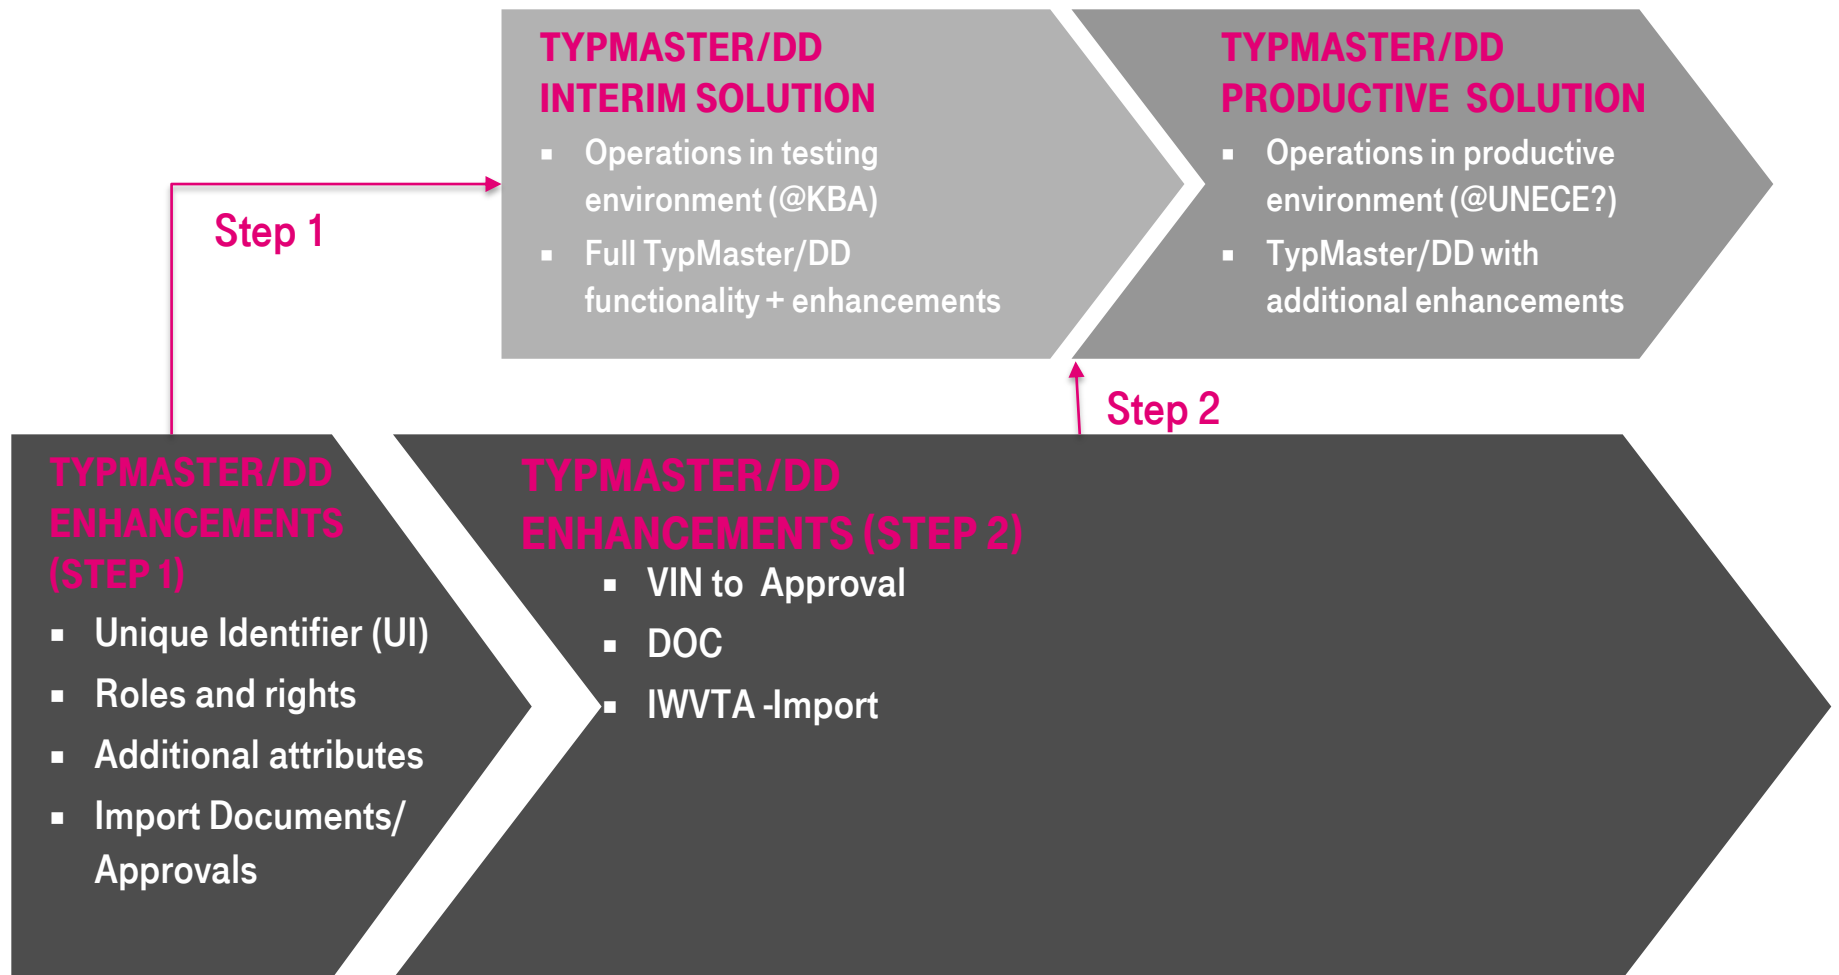 TYPMASTER/DD
INTERIM SOLUTION
▪ Operations in testing
environment (@KBA)
▪ Full TypMaster/DD
functionality + enhancements
TYPMASTER/DD
PRODUCTIVE SOLUTION
▪ Operations in productive
environment (@UNECE?)
▪ TypMaster/DD with
additional enhancements
Step 1
Step 2
TYPMASTER/DD
ENHANCEMENTS
(STEP 1)
▪ Unique Identifier (UI)
▪ Roles and rights
▪ Additional attributes
▪ Import Documents/
Approvals
TYPMASTER/DD
ENHANCEMENTS (STEP 2)
▪ VIN to Approval
▪ DOC
▪ IWVTA -Import